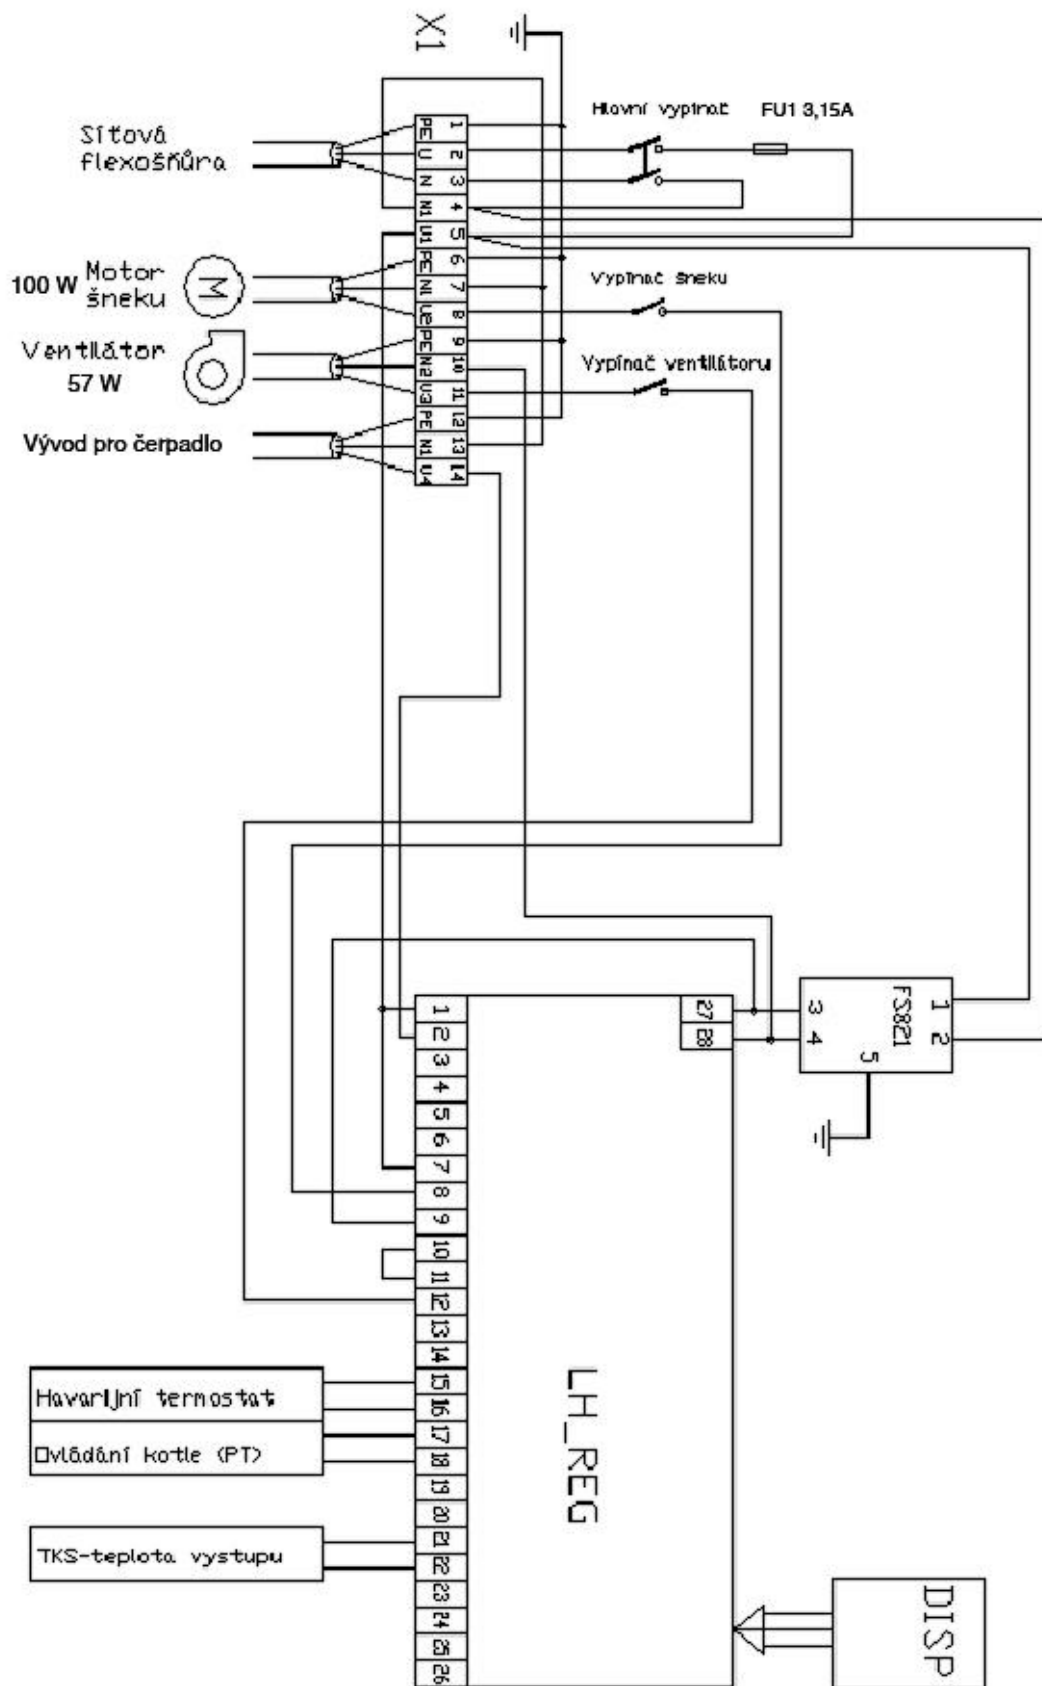 X1
Hlavní vypínač
FU1 3,15A
Síťová
flexošňůra
PE 1
U 2
N 3
N1 4
U1 5
PE 6
N1 7
U2 8
PE 9
N2 10
U3 11
PE 12
N1 13
U4 14
100 W Motor
šneku
M
Vypínač šneku
Ventilátor
57 W
Vypínač ventilátoru
Vývod pro čerpadlo
1
2
3
4
5
6
7
8
9
10
11
12
13
14
15
16
17
18
19
20
21
22
23
24
25
26
27
28
LH_REG
FS821
1
2
3
4
5
Havarijní termostat
Ovládání kotle (PT)
TKS-teplota vystupu
DISP